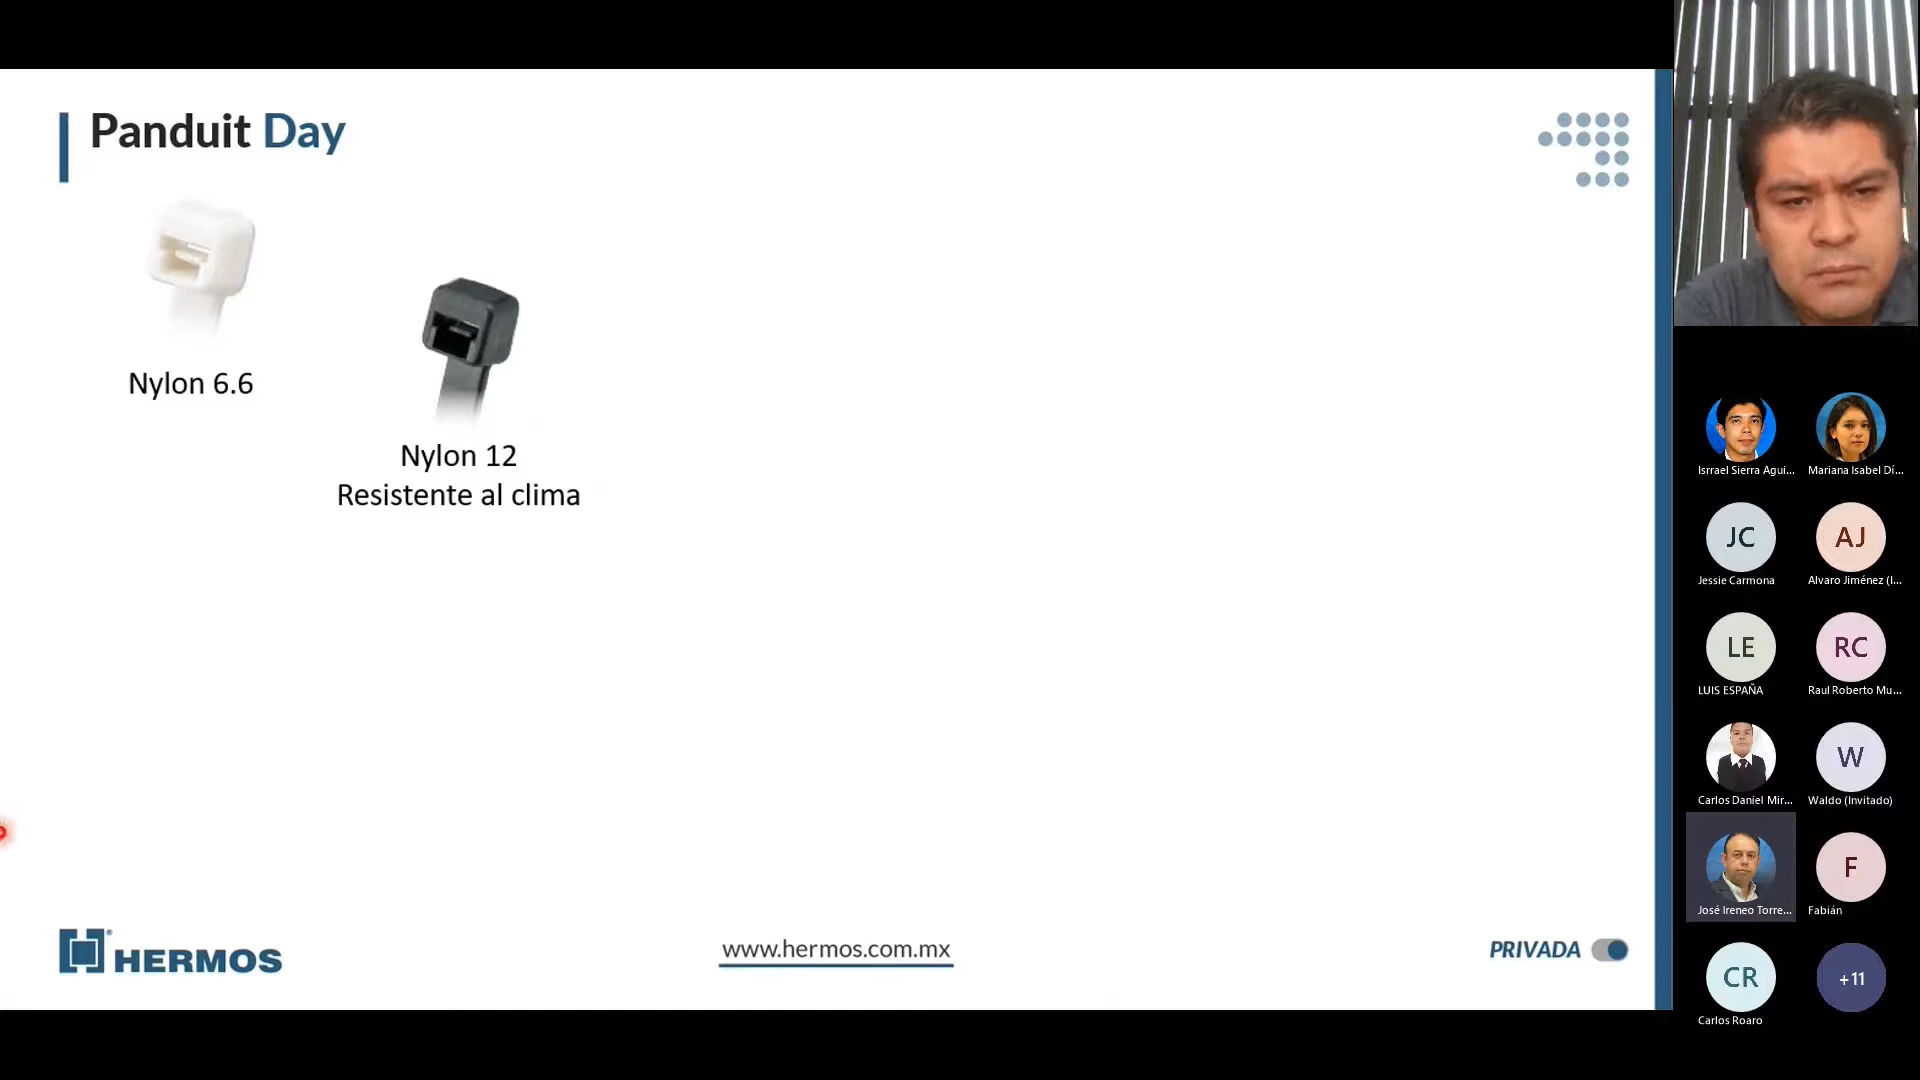 Panduit Day
Nylon 6.6
Nylon 12
Resistente al clima
HERMOS
www.hermos.com.mx
PRIVADA
Isrrael Sierra Agui...
Mariana Isabel Dí...
JC
AJ
Jessie Carmona
Alvaro Jiménez (I...
LE
RC
LUIS ESPAÑA
Raul Roberto Mu...
W
Carlos Daniel Mir...
Waldo (Invitado)
F
José Ireneo Torre...
Fabián
CR
+11
Carlos Roaro